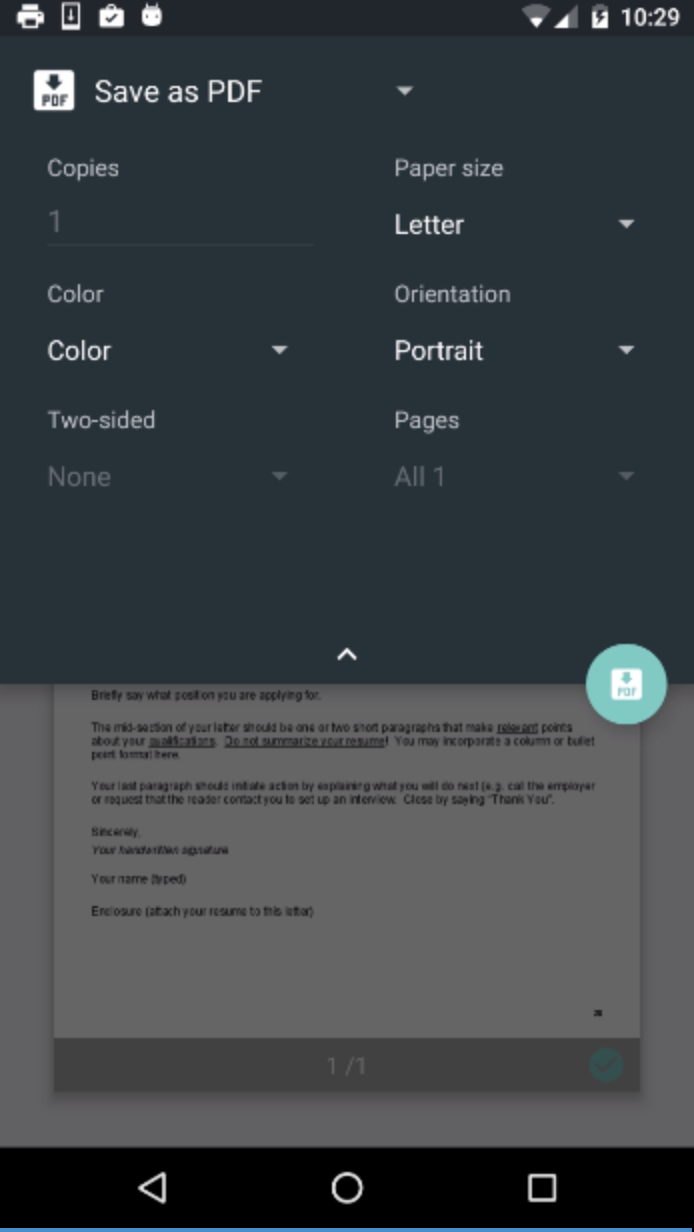 10:29
PDF
Save as PDF
Copies
Paper size
1
Letter
Color
Orientation
Color
Portrait
Two-sided
Pages
None
All 1
PDF
Briefly say what position you are applying for.
The mid-section of your letter should be one or two short paragraphs that make relevant points
about your qualifications. Do not summarize your resume! You may incorporate a column or bullet
point format here.
Your last paragraph should initiate action by explaining what you will do next (e.g. call the employer
or request that the reader contact you to set up an interview. Close by saying "Thank You".
Sincerely,
Your handwritten signature
Your name (typed)
Enclosure (attach your resume to this letter)
1 /1